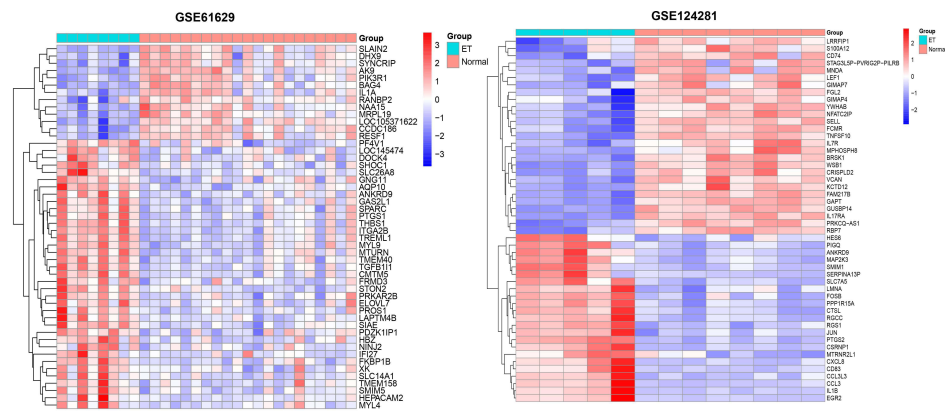 GSE61629
Group
SLAIN2
DHX9
SYNCRIP
AK9
PIK3R1
BAG4
IL1A
RANBP2
NAA15
MRPL19
LOC105371622
CCDC186
RESF1
PF4V1
LOC145474
DOCK4
SHOC1
SLC26A8
GNG11
AQP10
ANKRD9
GAS2L1
SPARC
PTGS1
THBS1
ITGA2B
TREML1
MYL9
MTURN
TMEM40
TGFB1I1
CMTM5
FRMD3
STON2
PRKAR2B
ELOVL7
PROS1
LAPTM4B
SIAE
PDZK1IP1
HBZ
NINJ2
IFI27
FKBP1B
XK
SLC14A1
TMEM158
SMIM5
HEPACAM2
MYL4
3
2
1
0
-1
-2
-3
Group
ET
Normal
GSE124281
Group
LRRFIP1
S100A12
CD74
STAG3L5P-PVRIG2P-PILRB
MNDA
LEF1
GIMAP7
FGL2
GIMAP4
YWHAB
NFATC2IP
SELL
FCMR
TNFSF10
IL7R
MPHOSPH8
BRSK1
WSB1
CRISPLD2
VCAN
KCTD12
FAM217B
GAPT
GUSBP14
IL17RA
PRKCQ-AS1
RBP7
HES6
PIGQ
ANKRD9
MAP2K3
SMIM1
SERPINA13P
SLC7A5
LMNA
FOSB
PPP1R15A
CTSL
RGCC
RGS1
JUN
PTGS2
CSRNP1
MTRNR2L1
CXCL8
CD83
CCL3L3
CCL3
IL1B
EGR2
2
1
0
-1
-2
Group
ET
Normal